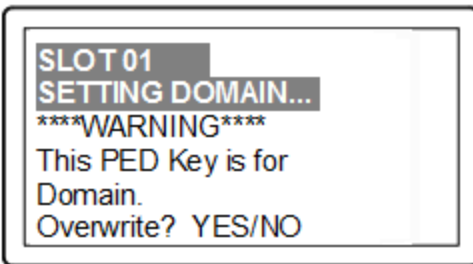 SLOT 01
SETTING DOMAIN...
****WARNING****
This PED Key is for
Domain.
Overwrite? YES/NO